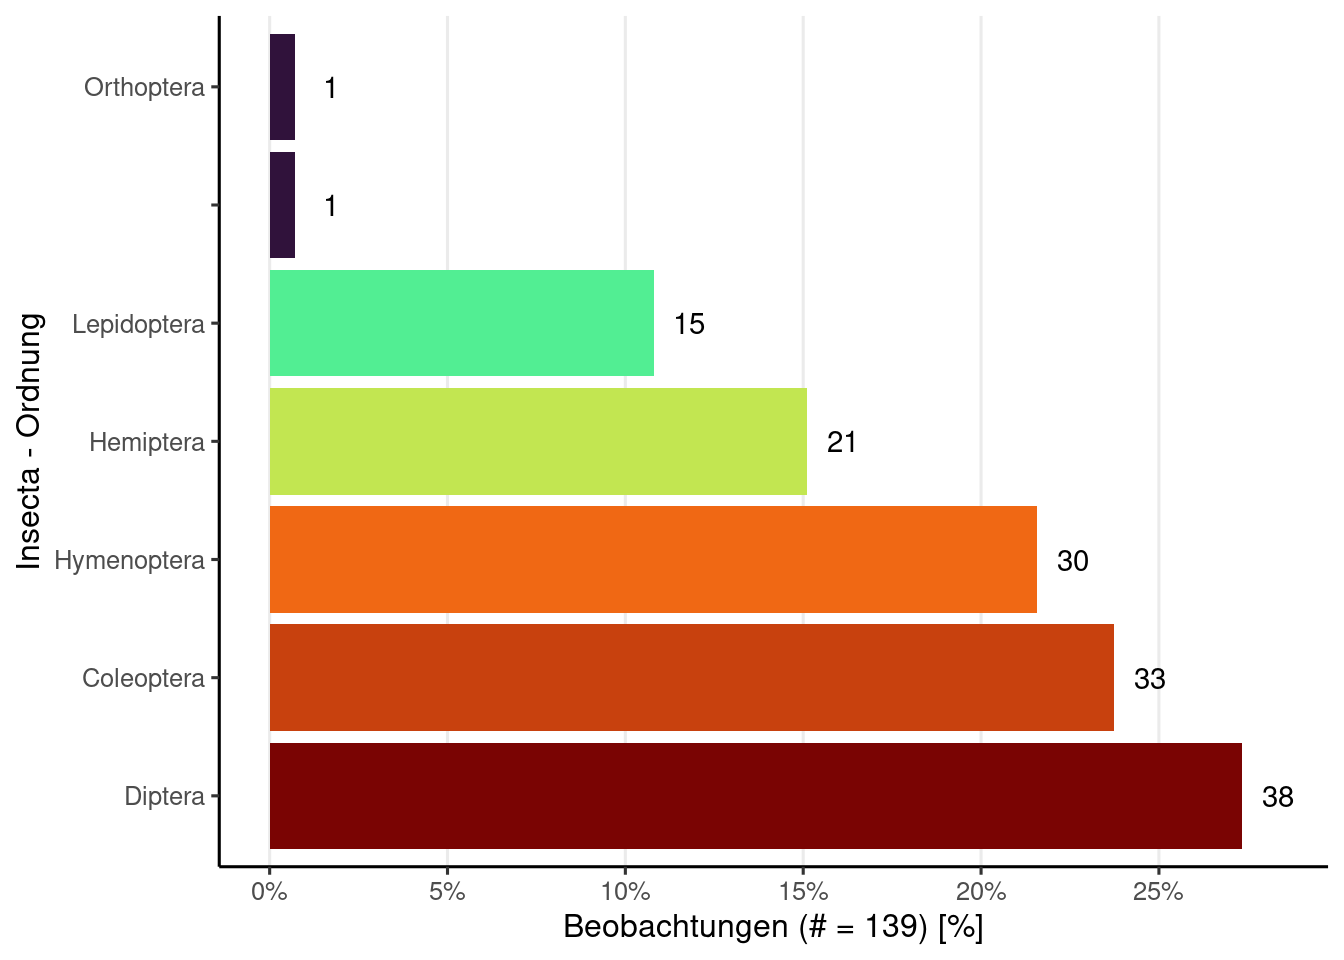 Orthoptera
1
1
Lepidoptera
15
Hemiptera
21
Hymenoptera
30
Coleoptera
33
Diptera
38
Insecta - Ordnung
0% 5% 10% 15% 20% 25%
Beobachtungen (# = 139) [%]